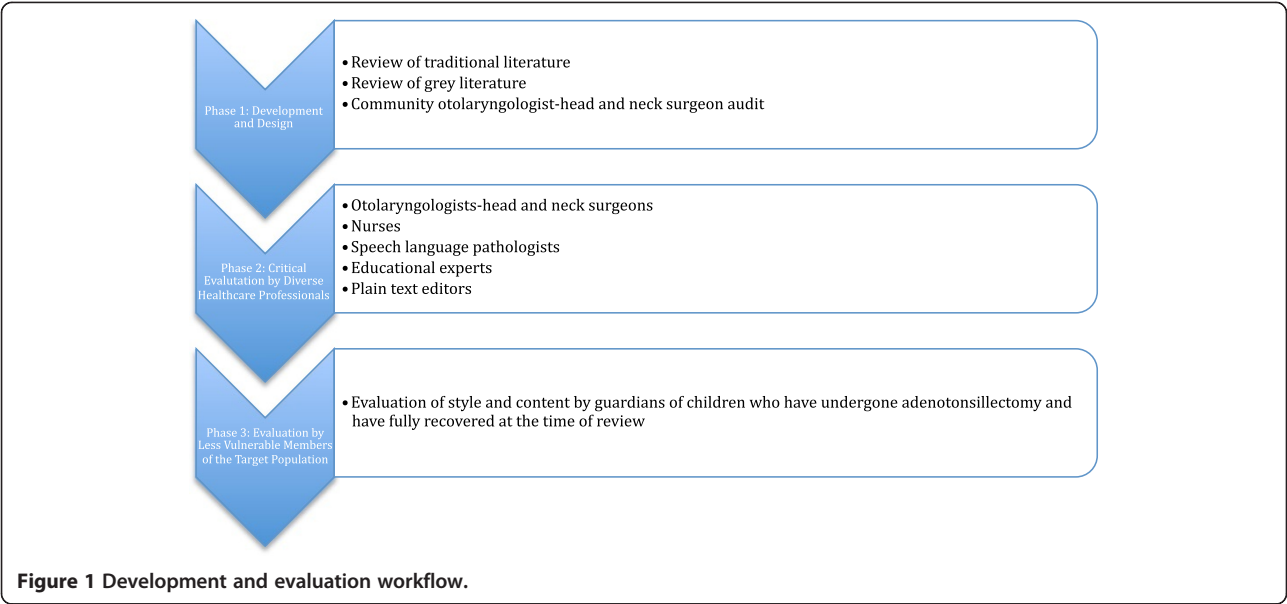 Phase 1: Development
and Design
• Review of traditional literature
• Review of grey literature
• Community otolaryngologist-head and neck surgeon audit
Phase 2: Critical
Evalutation by Diverse
Healthcare Professionals
• Otolaryngologists-head and neck surgeons
• Nurses
• Speech language pathologists
• Educational experts
• Plain text editors
Phase 3: Evaluation by
Less Vulnerable Members
of the Target Population
• Evaluation of style and content by guardians of children who have undergone adenotonsillectomy and
have fully recovered at the time of review
Figure 1 Development and evaluation workflow.